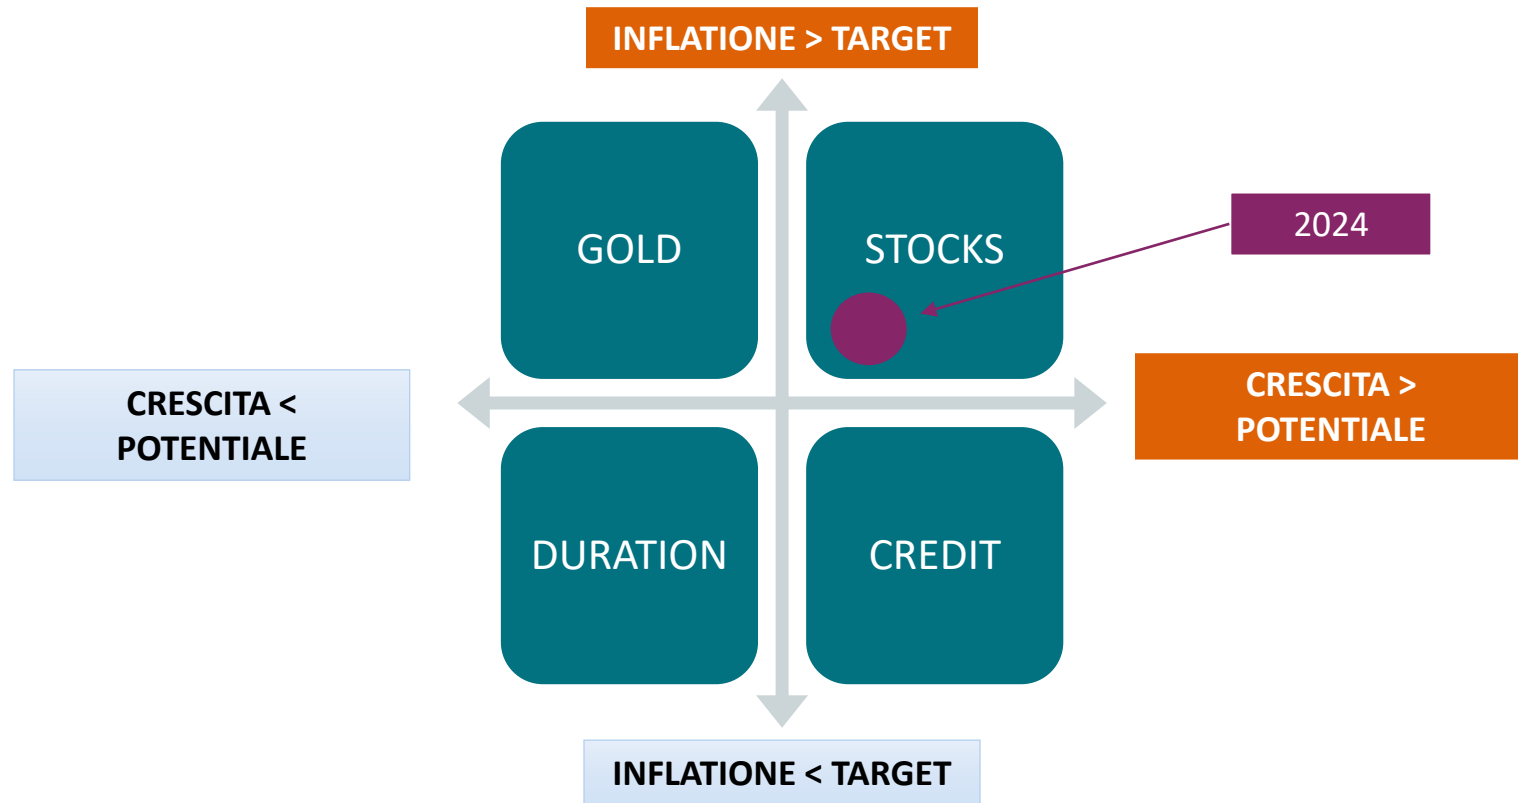 INFLATIONE > TARGET
GOLD
STOCKS
2024
CRESCITA <
POTENTIALE
CRESCITA >
POTENTIALE
DURATION
CREDIT
INFLATIONE < TARGET